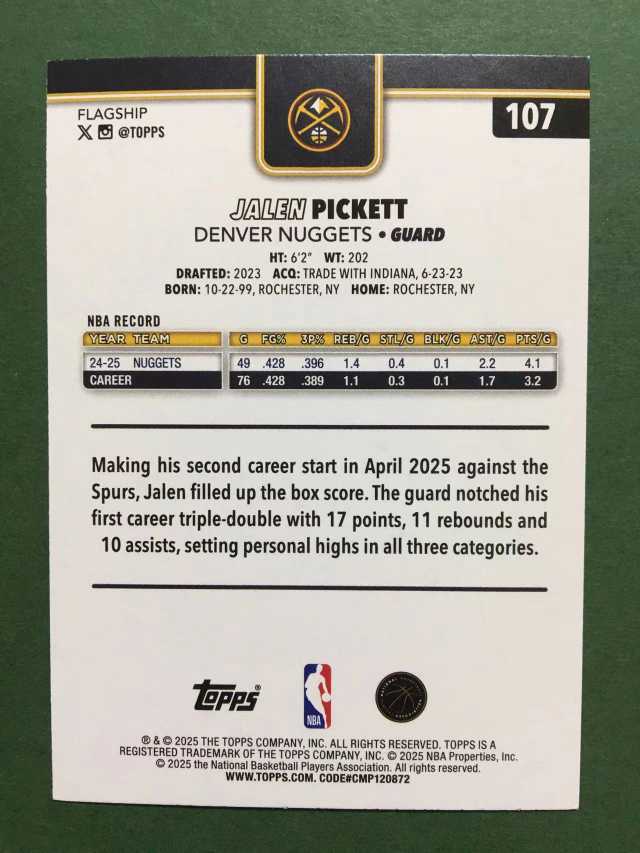 FLAGSHIP
X @TOPPS
107
JALEN PICKETT
DENVER NUGGETS • GUARD
HT: 6'2" WT: 202
DRAFTED: 2023 ACQ: TRADE WITH INDIANA, 6-23-23
BORN: 10-22-99, ROCHESTER, NY HOME: ROCHESTER, NY
NBA RECORD
YEAR TEAM G FG% 3P% REB/G STL/G BLK/G AST/G PTS/G
24-25 NUGGETS 49 .428 .396 1.4 0.4 0.1 2.2 4.1
CAREER 76 .428 .389 1.1 0.3 0.1 1.7 3.2
Making his second career start in April 2025 against the
Spurs, Jalen filled up the box score. The guard notched his
first career triple-double with 17 points, 11 rebounds and
10 assists, setting personal highs in all three categories.
topps®
NBA
® & © 2025 THE TOPPS COMPANY, INC. ALL RIGHTS RESERVED. TOPPS IS A
REGISTERED TRADEMARK OF THE TOPPS COMPANY, INC. © 2025 NBA Properties, Inc.
© 2025 the National Basketball Players Association. All rights reserved.
WWW.TOPPS.COM. CODE#CMP120872